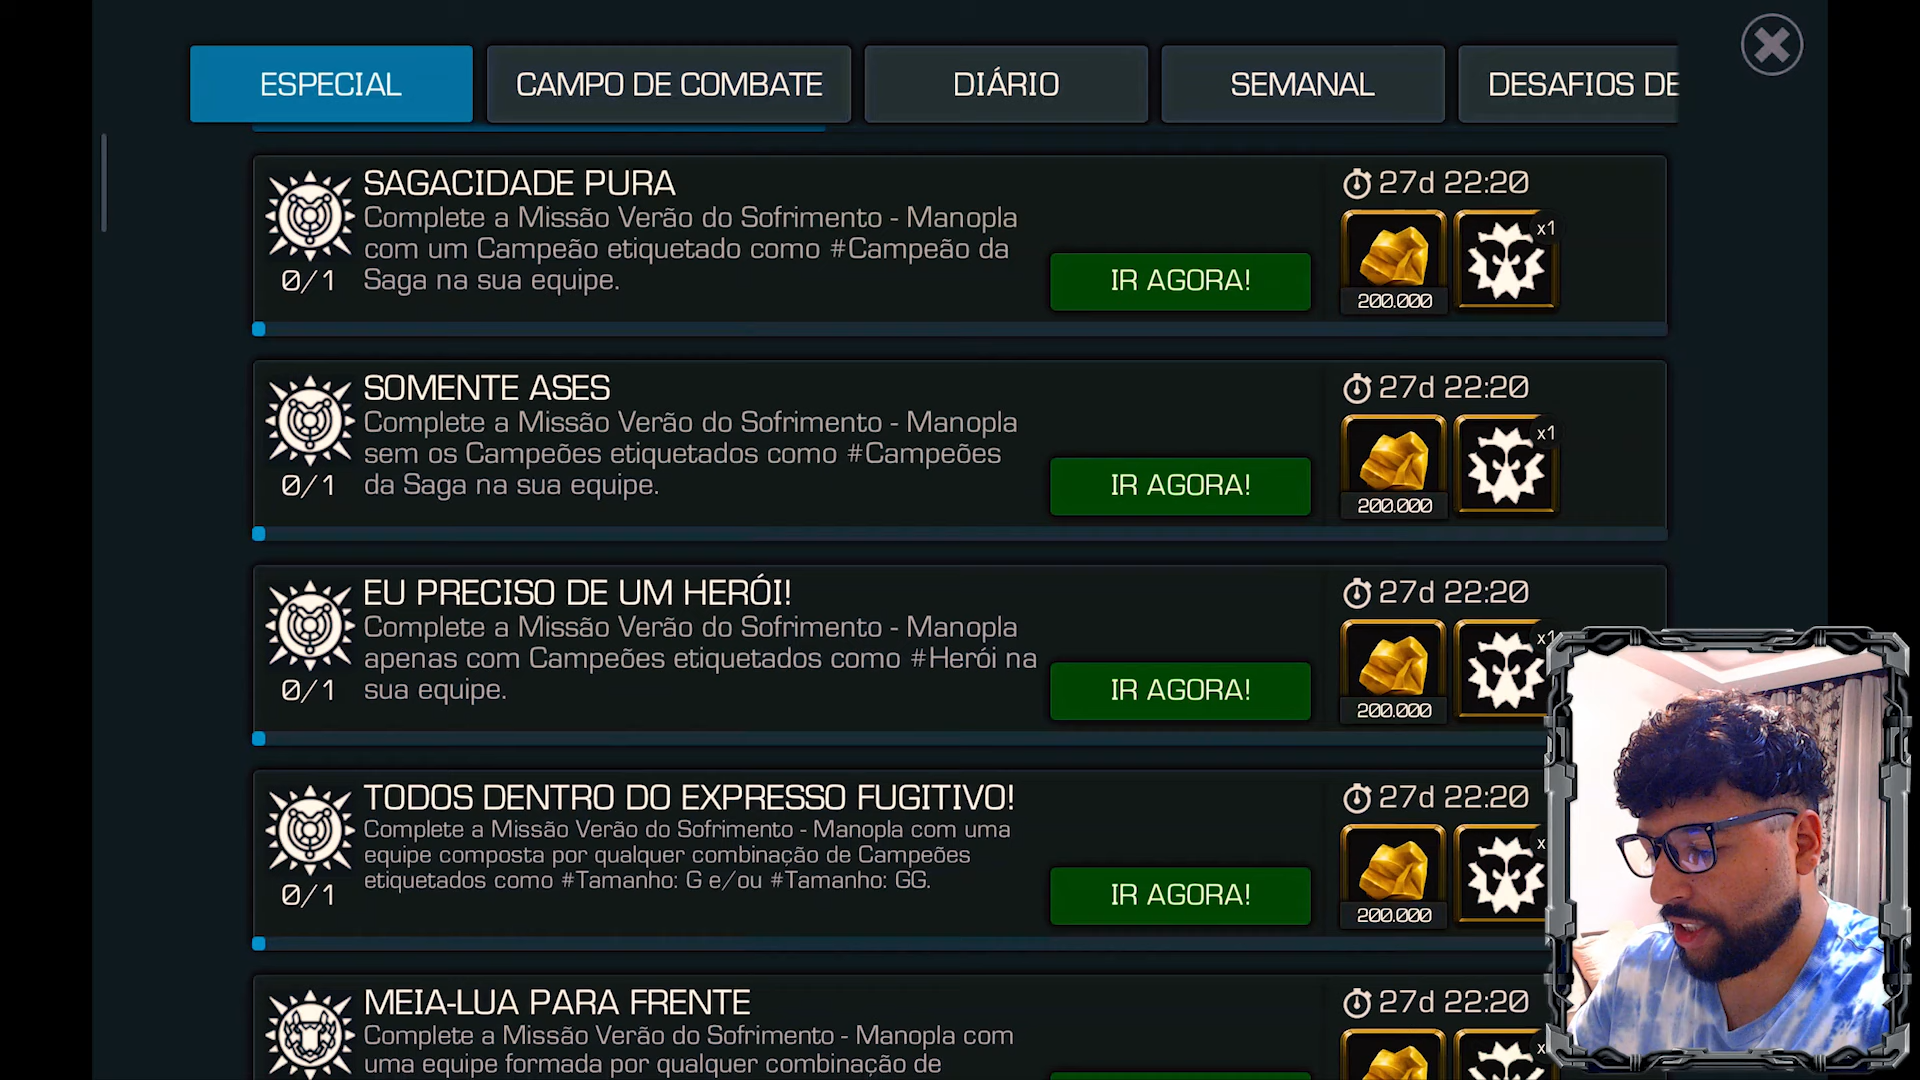 ESPECIAL CAMPO DE COMBATE DIÁRIO SEMANAL DESAFIOS DE
SAGACIDADE PURA
Complete a Missão Verão do Sofrimento - Manopla
com um Campeão etiquetado como #Campeão da
Saga na sua equipe.
0/1
IR AGORA!
27d 22:20
x1
200.000
SOMENTE ASES
Complete a Missão Verão do Sofrimento - Manopla
sem os Campeões etiquetados como #Campeões
da Saga na sua equipe.
0/1
IR AGORA!
27d 22:20
x1
200.000
EU PRECISO DE UM HERÓI!
Complete a Missão Verão do Sofrimento - Manopla
apenas com Campeões etiquetados como #Herói na
sua equipe.
0/1
IR AGORA!
27d 22:20
x1
200.000
TODOS DENTRO DO EXPRESSO FUGITIVO!
Complete a Missão Verão do Sofrimento - Manopla com uma
equipe composta por qualquer combinação de Campeões
etiquetados como #Tamanho: G e/ou #Tamanho: GG.
0/1
IR AGORA!
27d 22:20
x
200.000
MEIA-LUA PARA FRENTE
Complete a Missão Verão do Sofrimento - Manopla com
uma equipe formada por qualquer combinação de
27d 22:20
x